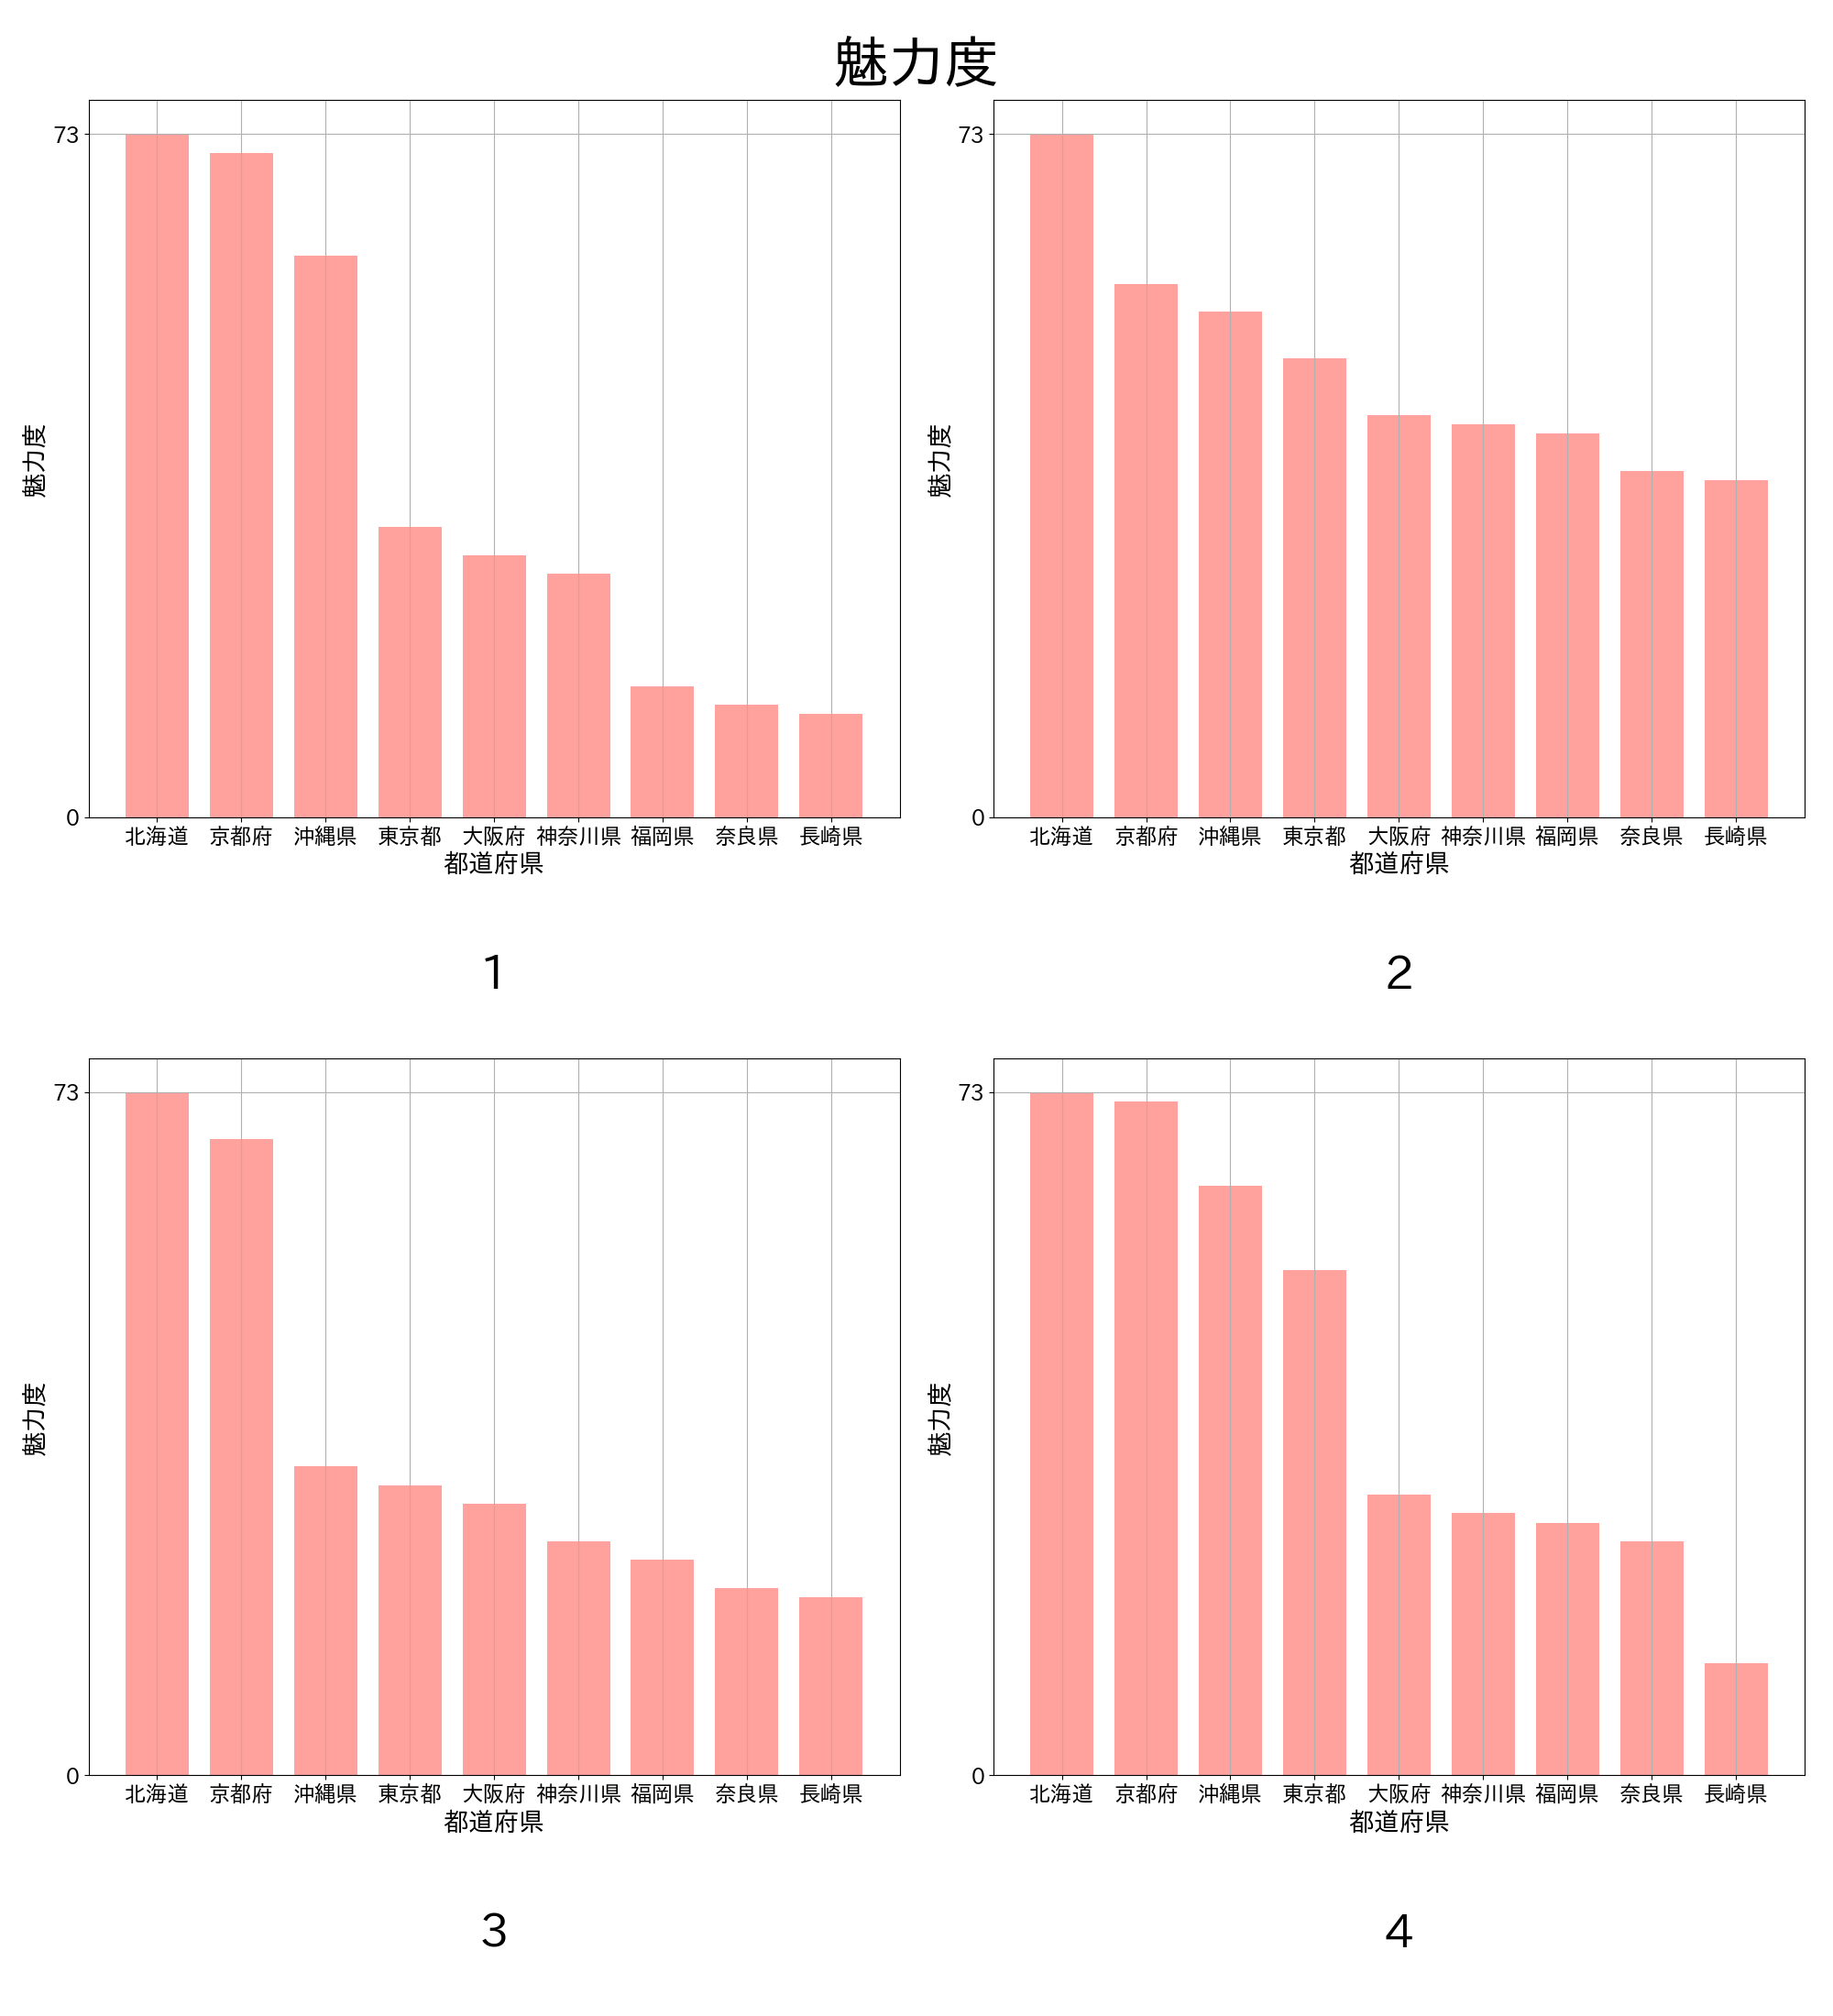 魅力度
73
0
魅力度
北海道 京都府 沖縄県 東京都 大阪府 神奈川県 福岡県 奈良県 長崎県
都道府県
1
73
0
魅力度
北海道 京都府 沖縄県 東京都 大阪府 神奈川県 福岡県 奈良県 長崎県
都道府県
2
73
0
魅力度
北海道 京都府 沖縄県 東京都 大阪府 神奈川県 福岡県 奈良県 長崎県
都道府県
3
73
0
魅力度
北海道 京都府 沖縄県 東京都 大阪府 神奈川県 福岡県 奈良県 長崎県
都道府県
4